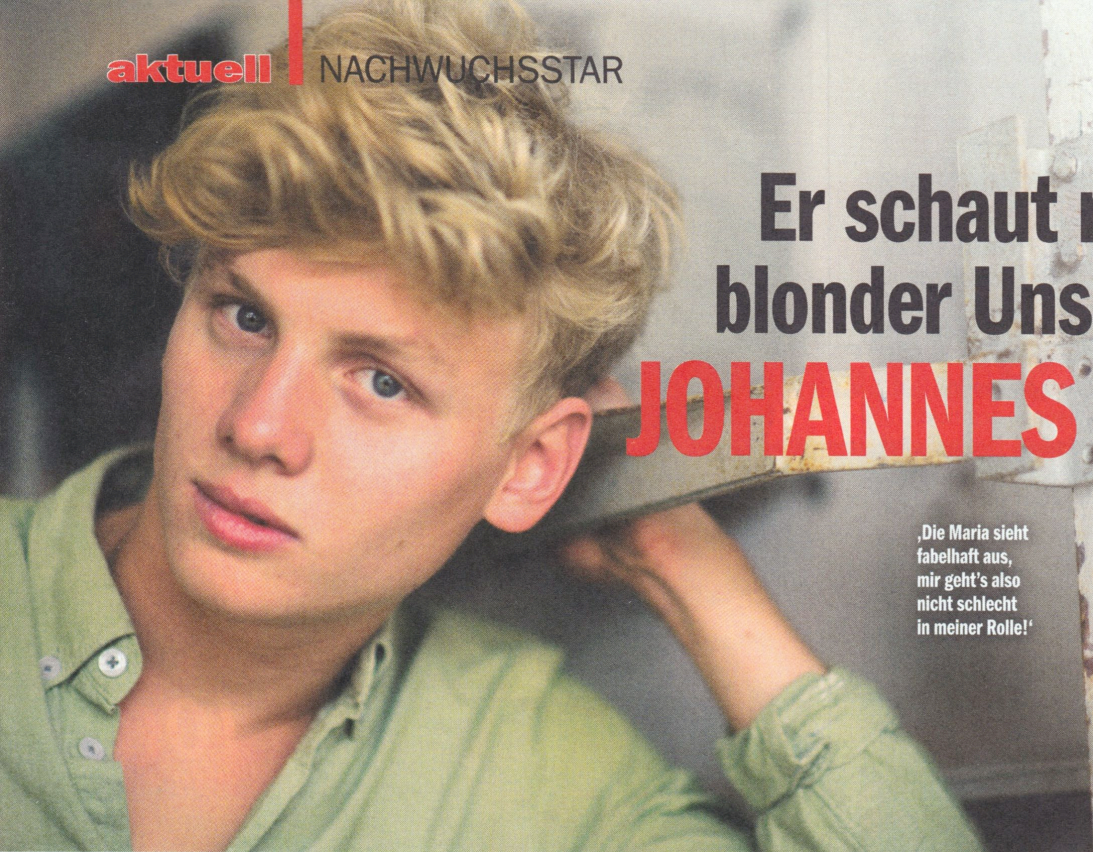 aktuell NACHWUCHSSTAR
Er schaut
blonder Uns
JOHANNES
‚Die Maria sieht
fabelhaft aus,
mir geht's also
nicht schlecht
in meiner Rolle!‘